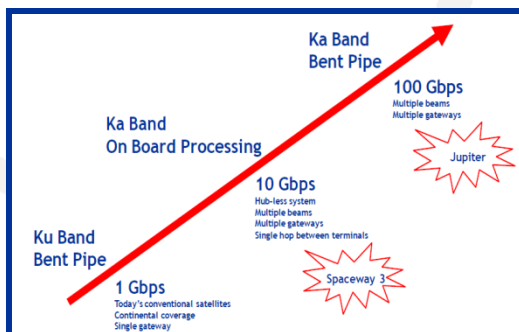 Ka Band
Bent Pipe
100 Gbps
Multiple beams
Multiple gateways
Jupiter
Ka Band
On Board Processing
10 Gbps
Hub-less system
Multiple beams
Multiple gateways
Single hop between terminals
Spaceway 3
Ku Band
Bent Pipe
1 Gbps
Today's conventional satellites
Continental coverage
Single gateway